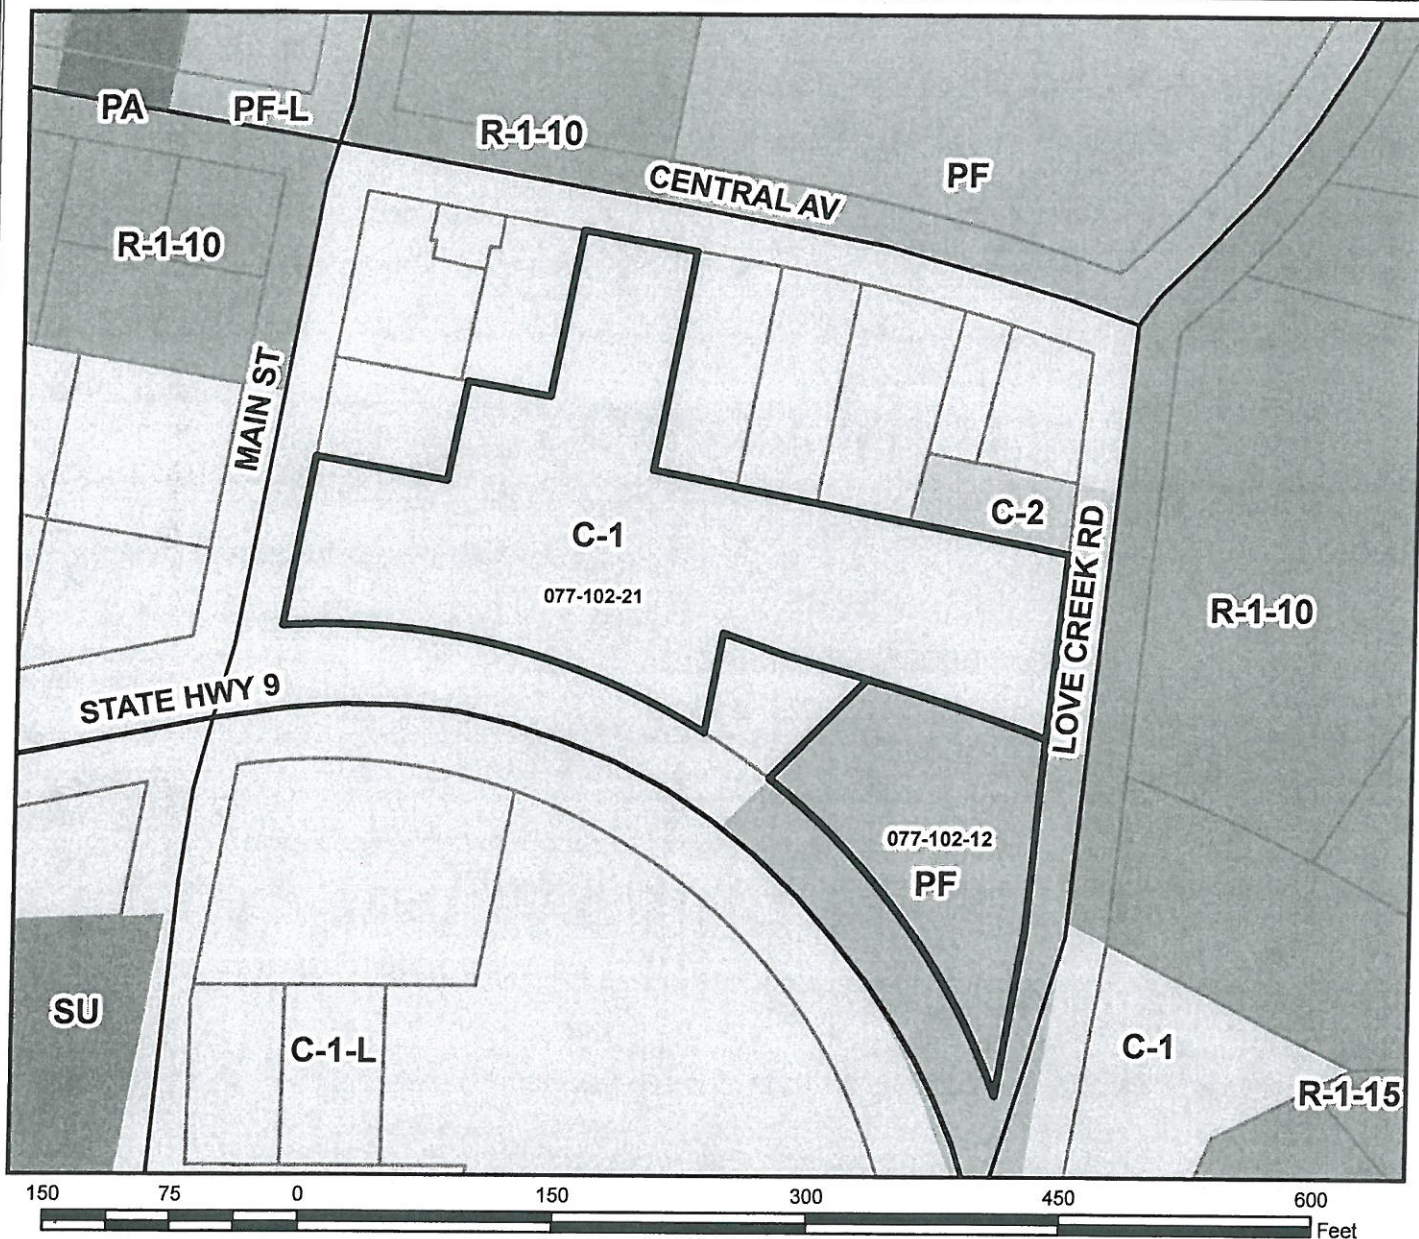 PA
PF-L
R-1-10
PF
CENTRAL AV
R-1-10
MAIN ST
C-2
C-1
077-102-21
LOVE CREEK RD
R-1-10
STATE HWY 9
077-102-12
PF
SU
C-1-L
C-1
R-1-15
150 75 0 150 300 450 600
Feet